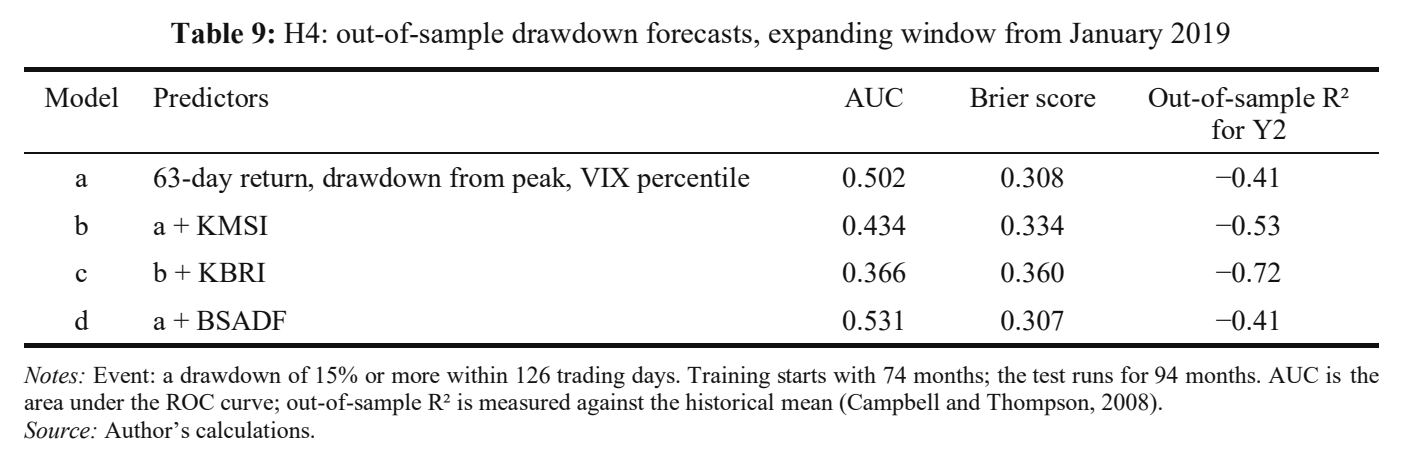 Table 9: H4: out-of-sample drawdown forecasts, expanding window from January 2019
Model Predictors AUC Brier score Out-of-sample R² for Y2
a 63-day return, drawdown from peak, VIX percentile 0.502 0.308 −0.41
b a + KMSI 0.434 0.334 −0.53
c b + KBRI 0.366 0.360 −0.72
d a + BSADF 0.531 0.307 −0.41
Notes: Event: a drawdown of 15% or more within 126 trading days. Training starts with 74 months; the test runs for 94 months. AUC is the
area under the ROC curve; out-of-sample R² is measured against the historical mean (Campbell and Thompson, 2008).
Source: Author’s calculations.